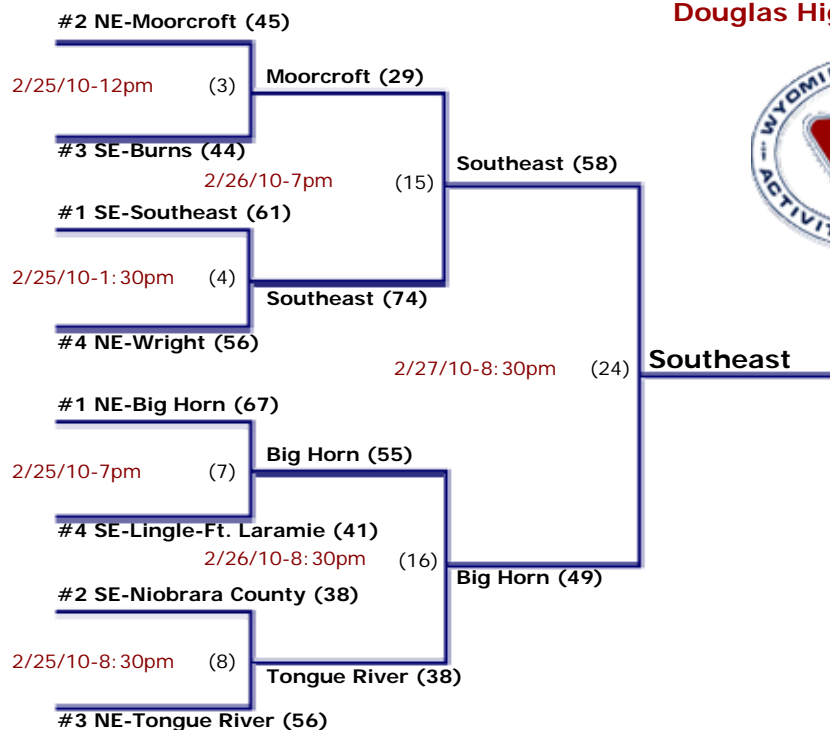 Douglas Hig
#2 NE-Moorcroft (45)
2/25/10-12pm (3) Moorcroft (29)
#3 SE-Burns (44)
2/26/10-7pm (15) Southeast (58)
#1 SE-Southeast (61)
2/25/10-1:30pm (4)
Southeast (74)
#4 NE-Wright (56)
2/27/10-8:30pm (24) Southeast
#1 NE-Big Horn (67)
Big Horn (55)
2/25/10-7pm (7)
#4 SE-Lingle-Ft. Laramie (41)
2/26/10-8:30pm (16)
Big Horn (49)
#2 SE-Niobrara County (38)
2/25/10-8:30pm (8)
Tongue River (38)
#3 NE-Tongue River (56)
WYOMI
ACTIVIT